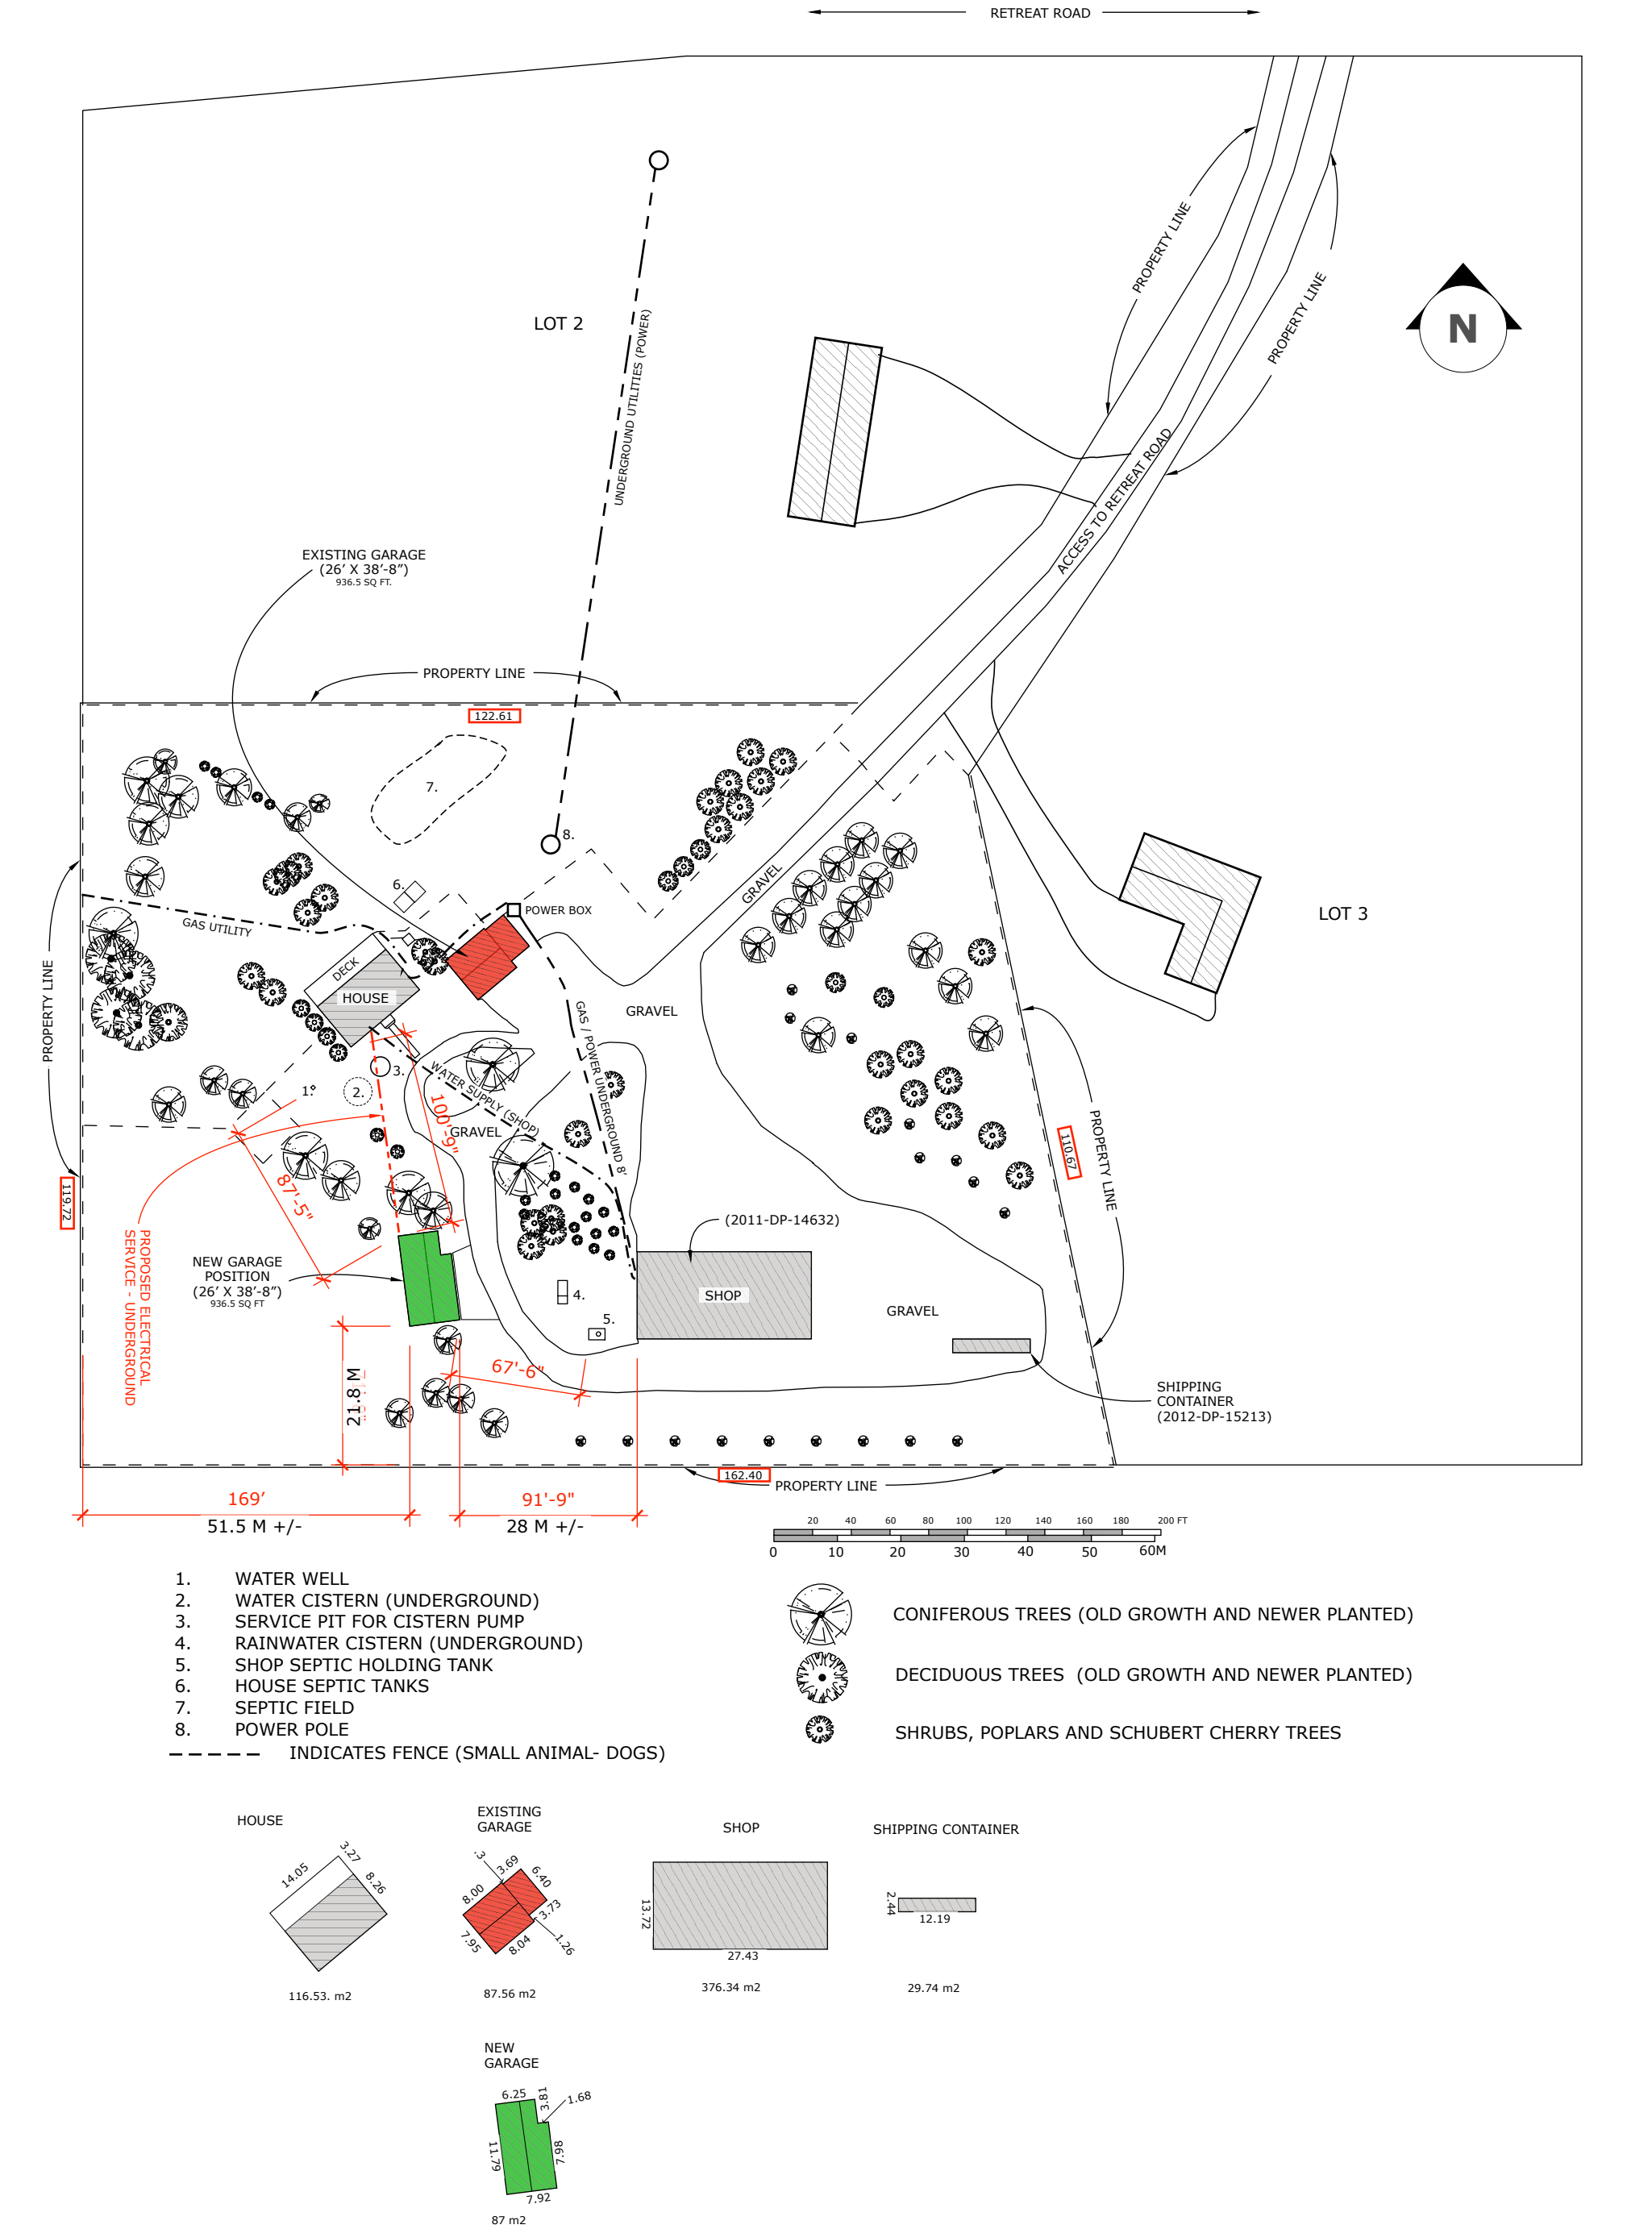 RETREAT ROAD
PROPERTY LINE
PROPERTY LINE
N
LOT 2
UNDERGROUND UTILITIES (POWER)
ACCESS TO RETREAT ROAD
EXISTING GARAGE
(26' X 38'-8")
936.5 SQ FT.
PROPERTY LINE
122.61
7.
8.
6.
GRAVEL
POWER BOX
LOT 3
GAS UTILITY
DECK
HOUSE
GRAVEL
PROPERTY LINE
GAS / POWER UNDERGROUND 8'
3.
1.
2.
WATER SUPPLY (SHOP)
100'-9"
GRAVEL
PROPERTY LINE
110.67
119.72
87'-5"
(2011-DP-14632)
PROPOSED ELECTRICAL
SERVICE - UNDERGROUND
NEW GARAGE
POSITION
(26' X 38'-8")
936.5 SQ FT
4.
SHOP
5.
GRAVEL
67'-6"
21.8 M
SHIPPING
CONTAINER
(2012-DP-15213)
162.40
PROPERTY LINE
169'
51.5 M +/-
91'-9"
28 M +/-
20 40 60 80 100 120 140 160 180 200 FT
0 10 20 30 40 50 60M
1. WATER WELL
2. WATER CISTERN (UNDERGROUND)
3. SERVICE PIT FOR CISTERN PUMP
4. RAINWATER CISTERN (UNDERGROUND)
5. SHOP SEPTIC HOLDING TANK
6. HOUSE SEPTIC TANKS
7. SEPTIC FIELD
8. POWER POLE
INDICATES FENCE (SMALL ANIMAL- DOGS)
CONIFEROUS TREES (OLD GROWTH AND NEWER PLANTED)
DECIDUOUS TREES (OLD GROWTH AND NEWER PLANTED)
SHRUBS, POPLARS AND SCHUBERT CHERRY TREES
HOUSE
14.05
3.27
8.26
116.53. m2
EXISTING
GARAGE
.3
3.69
6.40
8.00
3.73
7.95
8.04
1.26
87.56 m2
SHOP
13.72
27.43
376.34 m2
SHIPPING CONTAINER
2.44
12.19
29.74 m2
NEW
GARAGE
6.25
3.81
1.68
11.79
7.98
7.92
87 m2